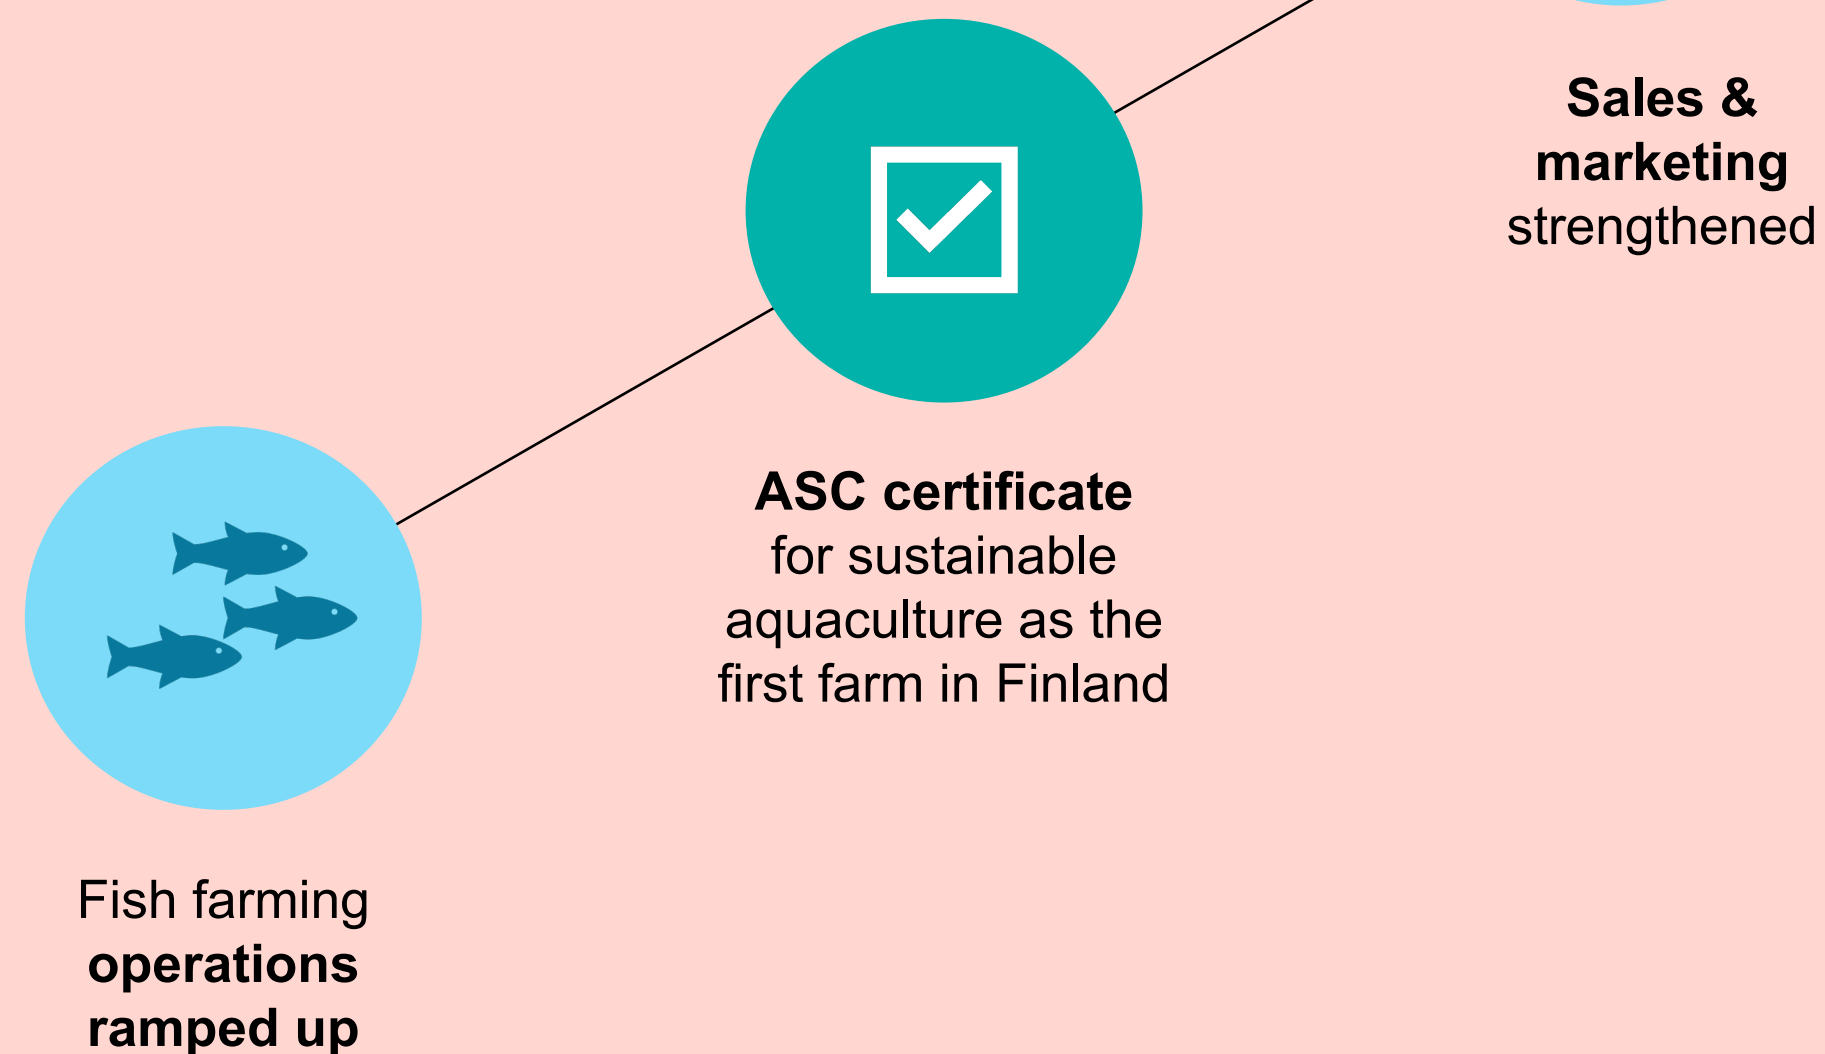 Sales &
marketing
strengthened
ASC certificate
for sustainable
aquaculture as the
first farm in Finland
Fish farming
operations
ramped up